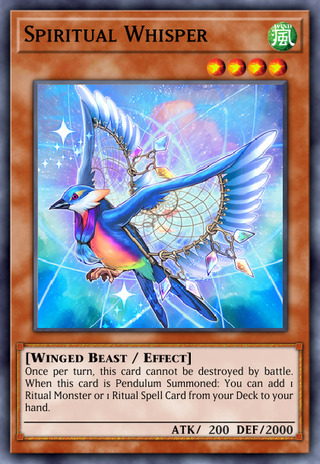 Spiritual Whisper
WIND
風
[Winged Beast / Effect]
Once per turn, this card cannot be destroyed by battle.
When this card is Pendulum Summoned: You can add 1
Ritual Monster or 1 Ritual Spell Card from your Deck to your
hand.
ATK/ 200 DEF/2000